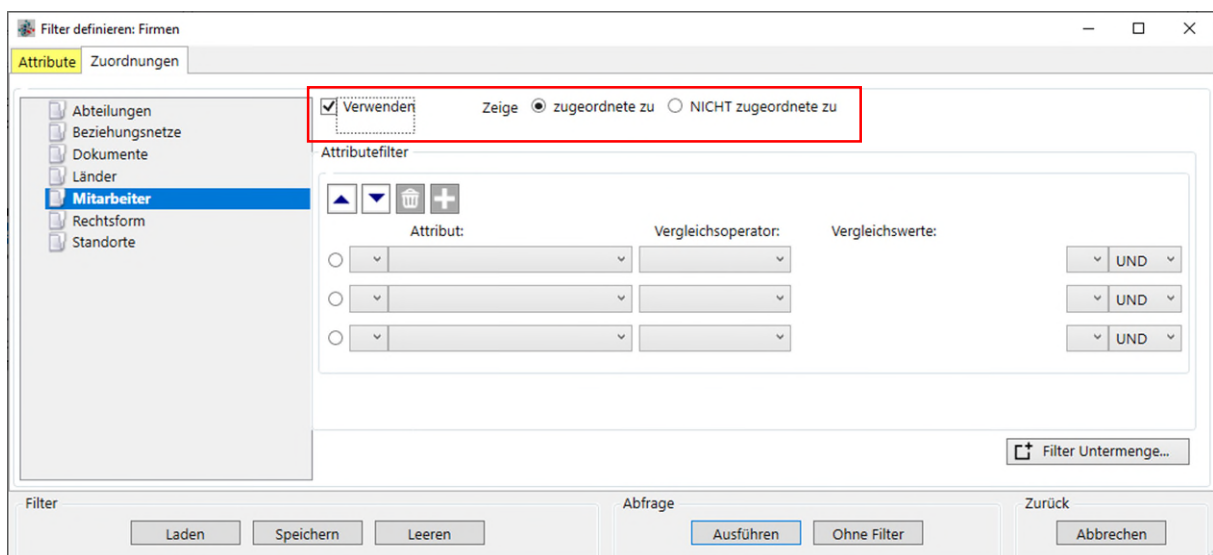 Filter definieren: Firmen
Attribute Zuordnungen
Abteilungen
Beziehungsnetze
Dokumente
Länder
Mitarbeiter
Rechtsform
Standorte
Verwenden Zeige zugeordnete zu NICHT zugeordnete zu
Attributefilter
Attribut: Vergleichsoperator: Vergleichswerte:
UND
UND
UND
Filter Untermenge...
Filter Abfrage Zurück
Laden Speichern Leeren Ausführen Ohne Filter Abbrechen